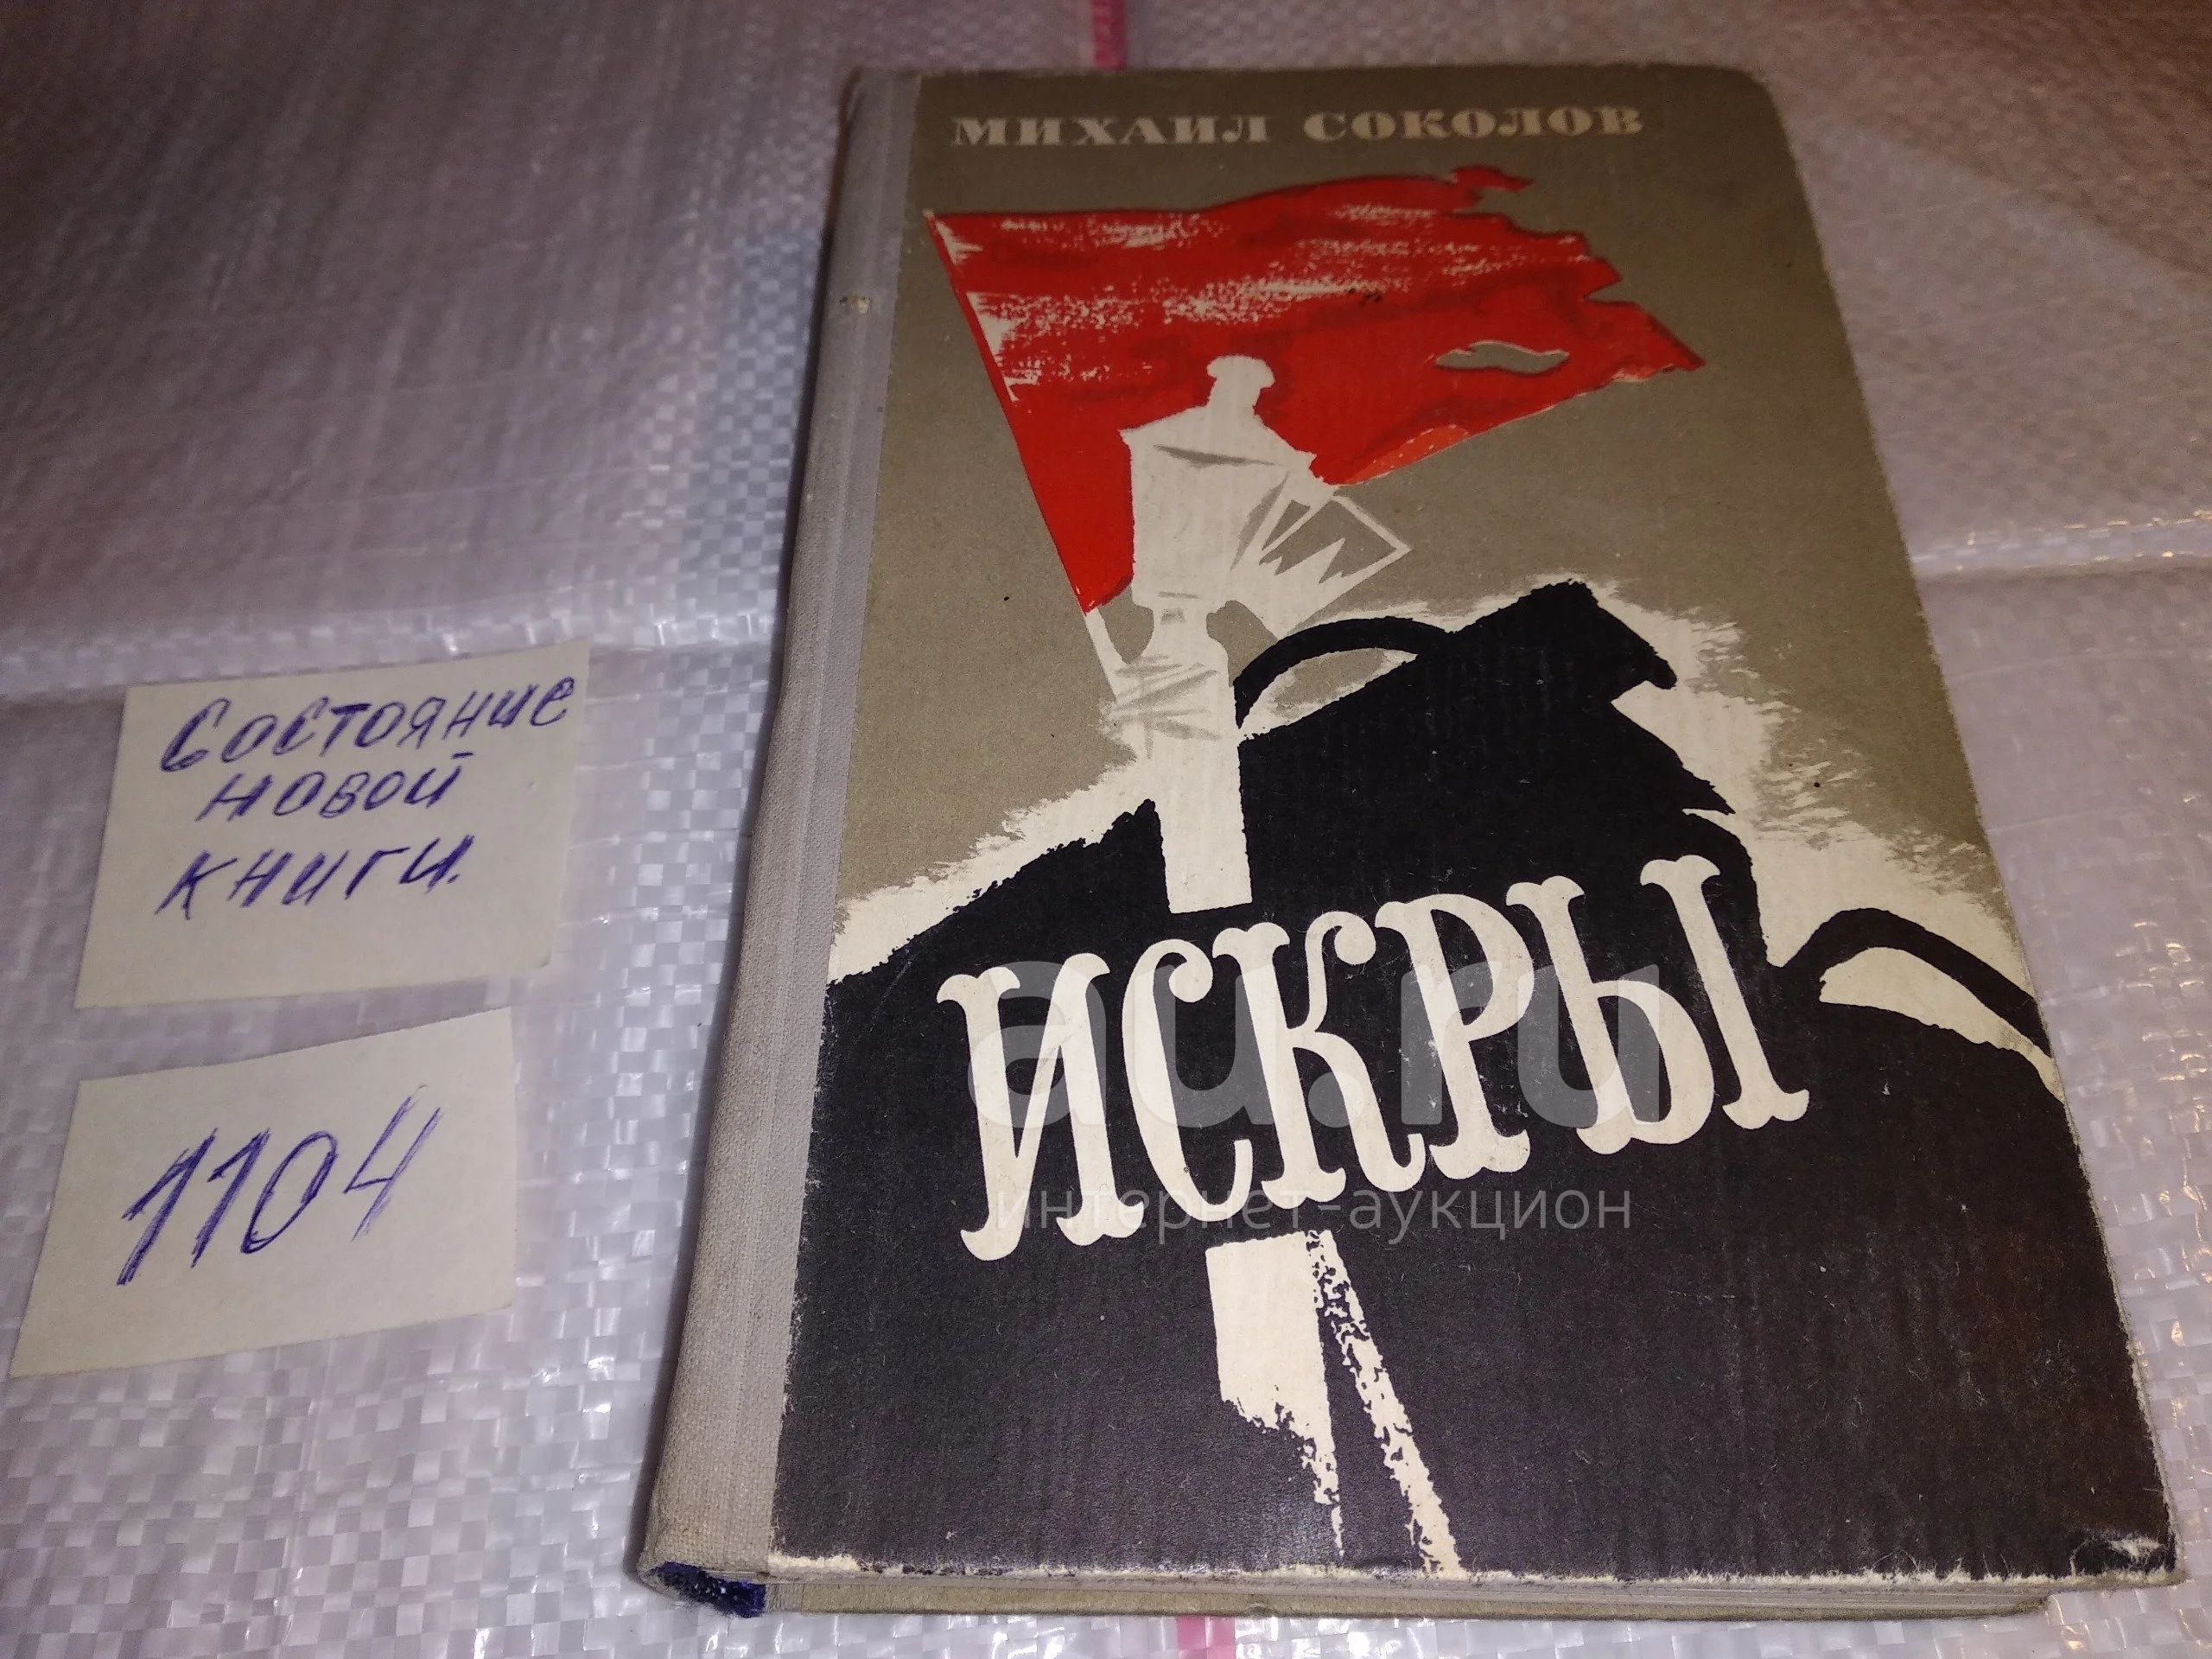 МИХАИЛ СОКОЛОВ
ИСКРЫ
au.ru
интернет-аукцион
Состояние
новой
книги.
1104